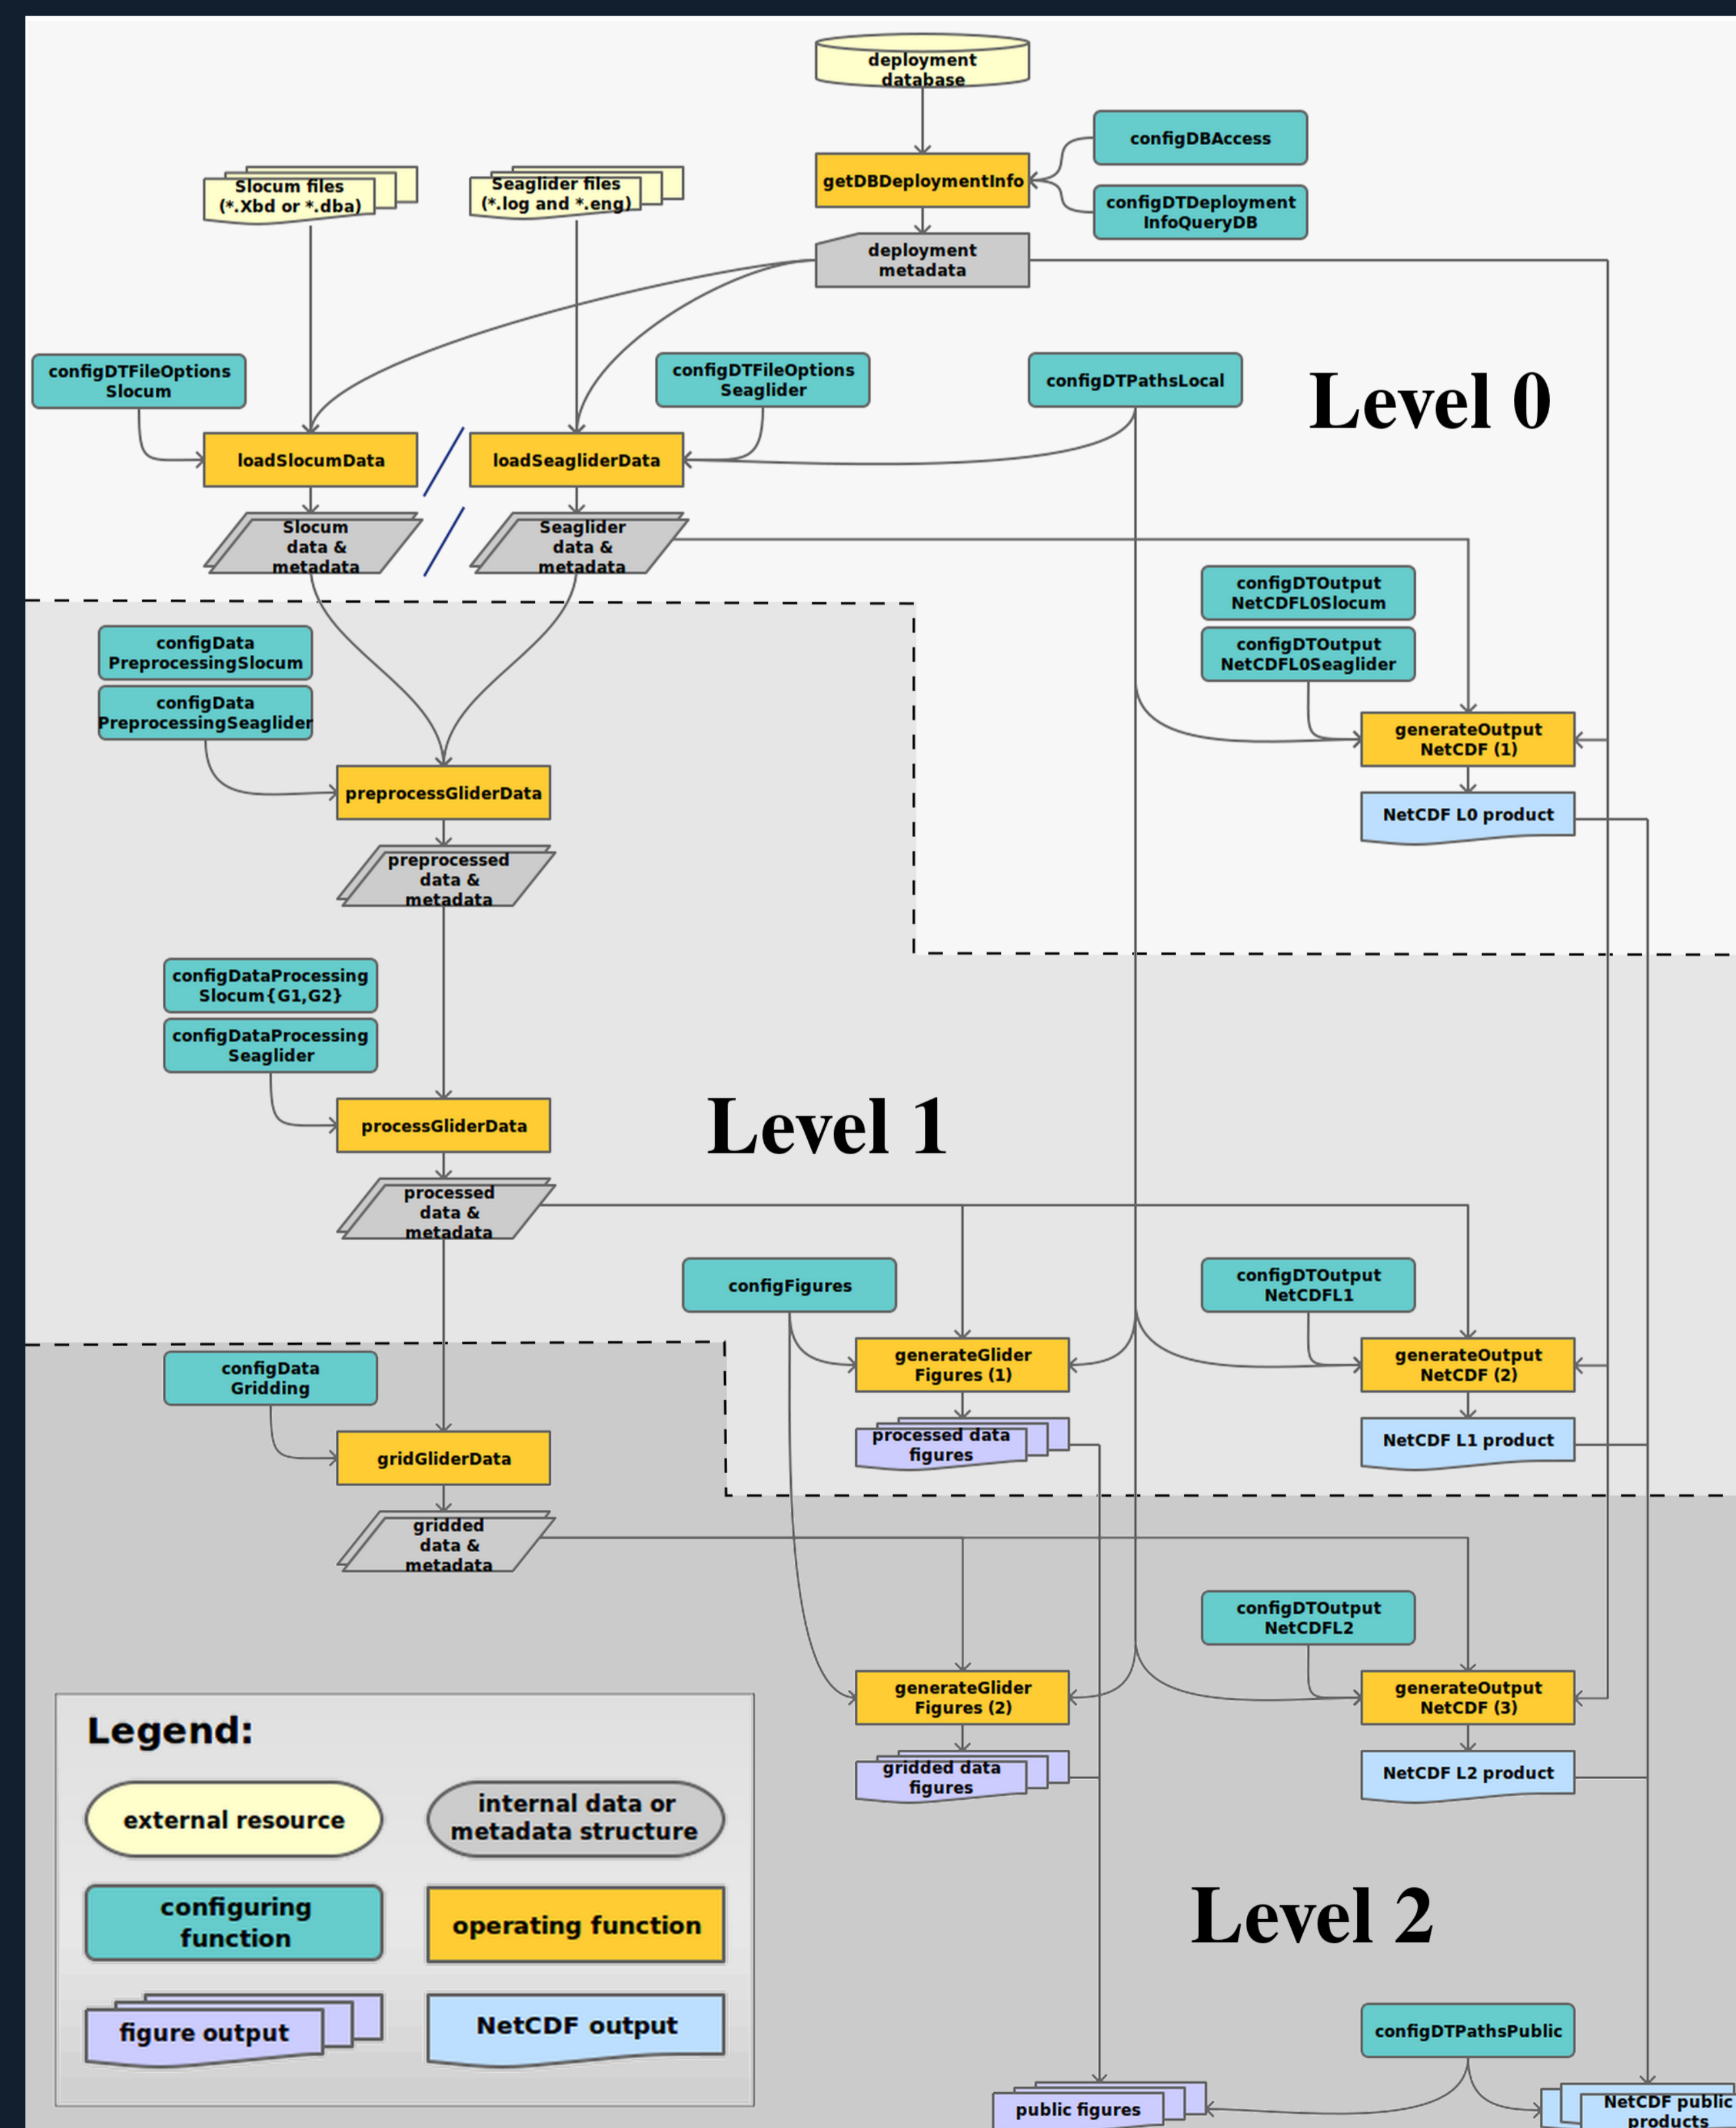 deployment
database
configDBAccess
getDBDeploymentInfo
configDTDeployment
InfoQueryDB
Slocum files
(*.Xbd or *.dba)
Seaglider files
(*.log and *.eng)
deployment
metadata
configDTFileOptions
Slocum
configDTFileOptions
Seaglider
configDTPathsLocal
Level 0
loadSlocumData
loadSeagliderData
Slocum
data &
metadata
Seaglider
data &
metadata
configDTOutput
NetCDFL0Slocum
configDTOutput
NetCDFL0Seaglider
configData
PreprocessingSlocum
configData
PreprocessingSeaglider
generateOutput
NetCDF (1)
preprocessGliderData
NetCDF L0 product
preprocessed
data &
metadata
configDataProcessing
Slocum{G1,G2}
configDataProcessing
Seaglider
processGliderData
Level 1
processed
data &
metadata
configFigures
configDTOutput
NetCDFL1
configData
Gridding
generateGlider
Figures (1)
generateOutput
NetCDF (2)
processed data
figures
NetCDF L1 product
gridGliderData
gridded
data &
metadata
configDTOutput
NetCDFL2
generateGlider
Figures (2)
generateOutput
NetCDF (3)
gridded data
figures
NetCDF L2 product
Legend:
external resource
internal data or
metadata structure
configuring
function
operating function
figure output
NetCDF output
Level 2
configDTPathsPublic
public figures
NetCDF public
products